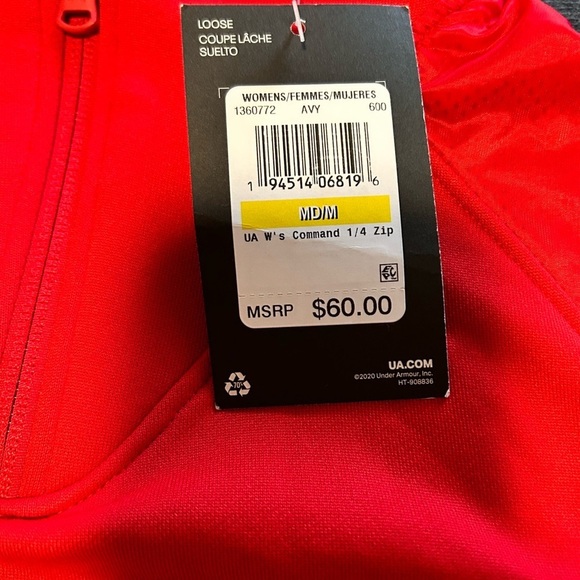 LOOSE
COUPE LÂCHE
SUELTO
WOMENS/FEMMES/MUJERES
1360772 AVY 600
1 94514 06819 6
MD/M
UA W's Command 1/4 Zip
MSRP $60.00
UA.COM
©2020 Under Armour, Inc.
HT-908836
70%